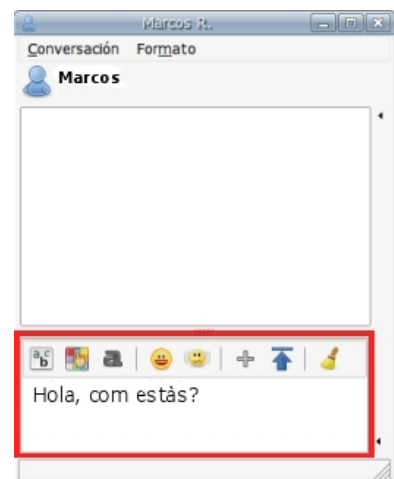 Marcos R.
Conversación Formato
Marcos
Hola, com estàs?